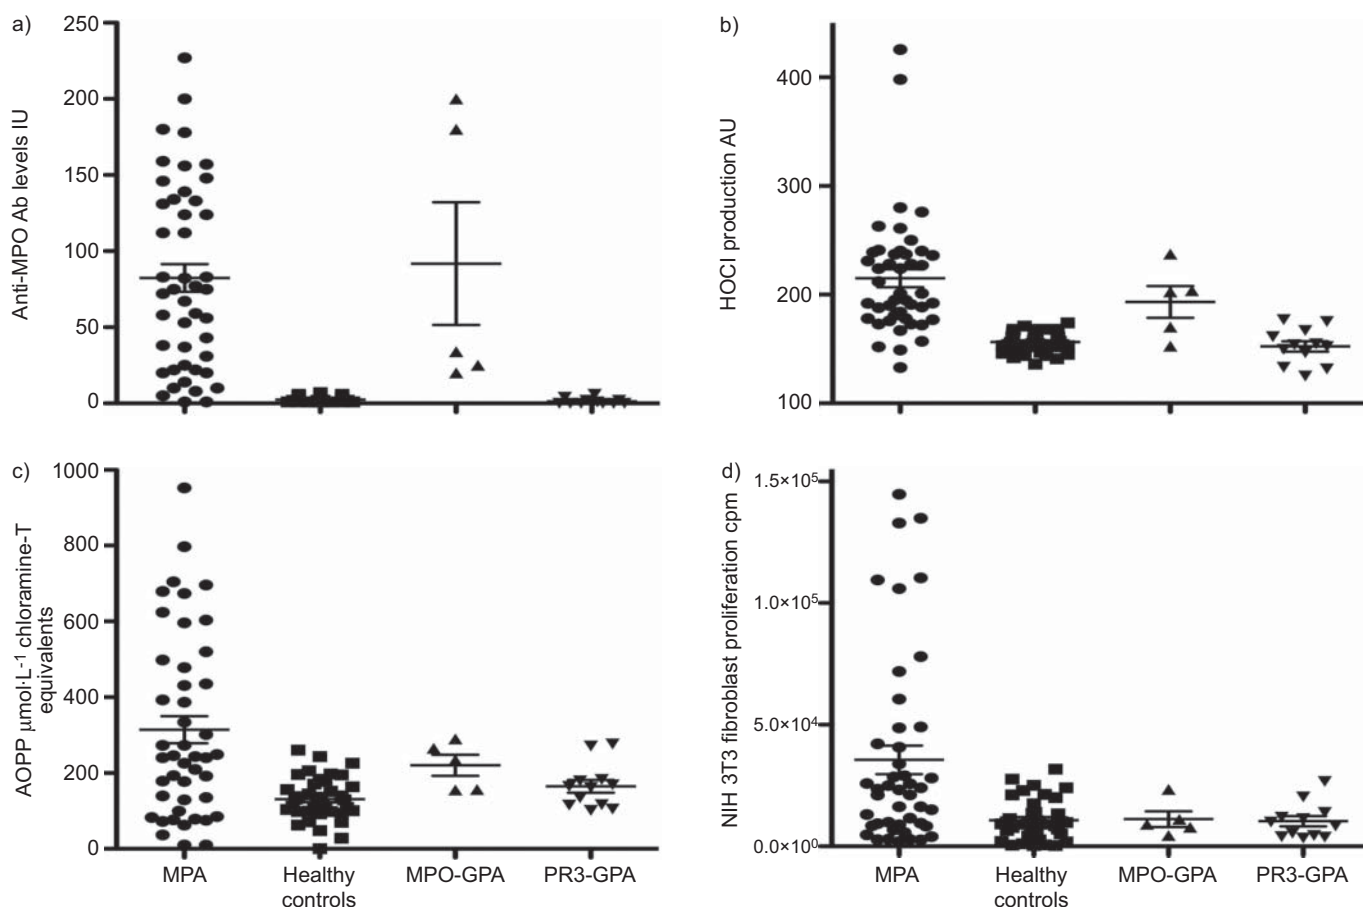 a)
Anti-MPO Ab levels IU
250
200
150
100
50
0
b)
HOCl production AU
400
300
200
100
c)
AOPP μmol·L⁻¹ chloramine-T
equivalents
1000
800
600
400
200
0
MPA
Healthy
controls
MPO-GPA
PR3-GPA
d)
NIH 3T3 fibroblast proliferation cpm
1.5×10⁵
1.0×10⁵
5.0×10⁴
0.0×10⁰
MPA
Healthy
controls
MPO-GPA
PR3-GPA